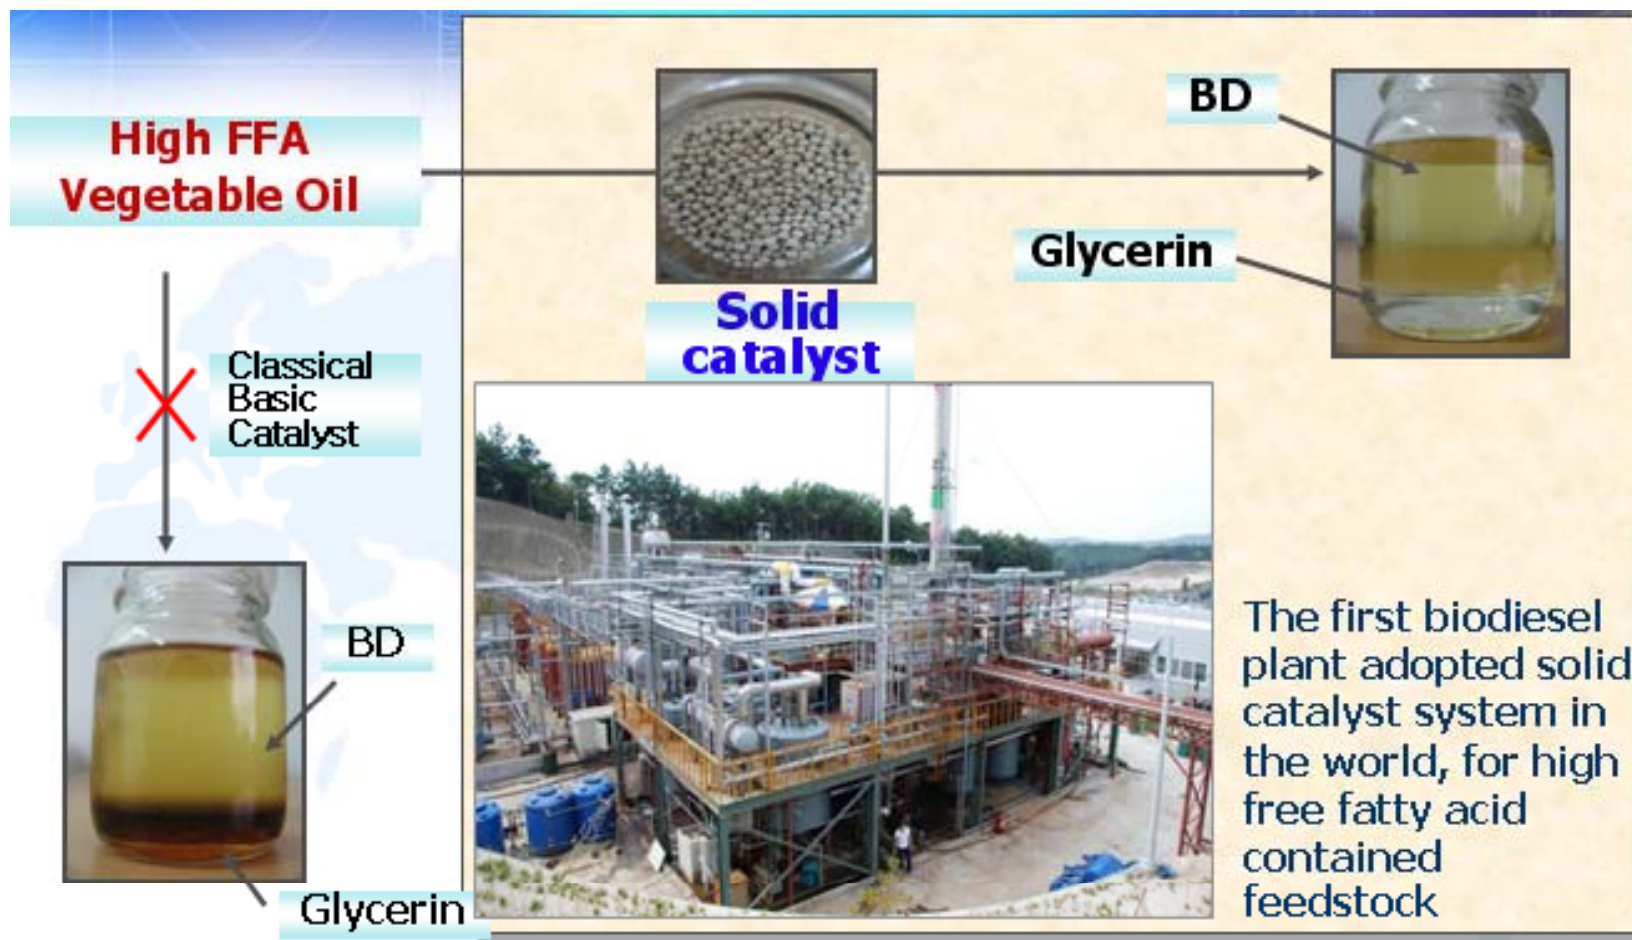 High FFA
Vegetable Oil
BD
Glycerin
Solid
catalyst
Classical
Basic
Catalyst
BD
Glycerin
The first biodiesel
plant adopted solid
catalyst system in
the world, for high
free fatty acid
contained
feedstock